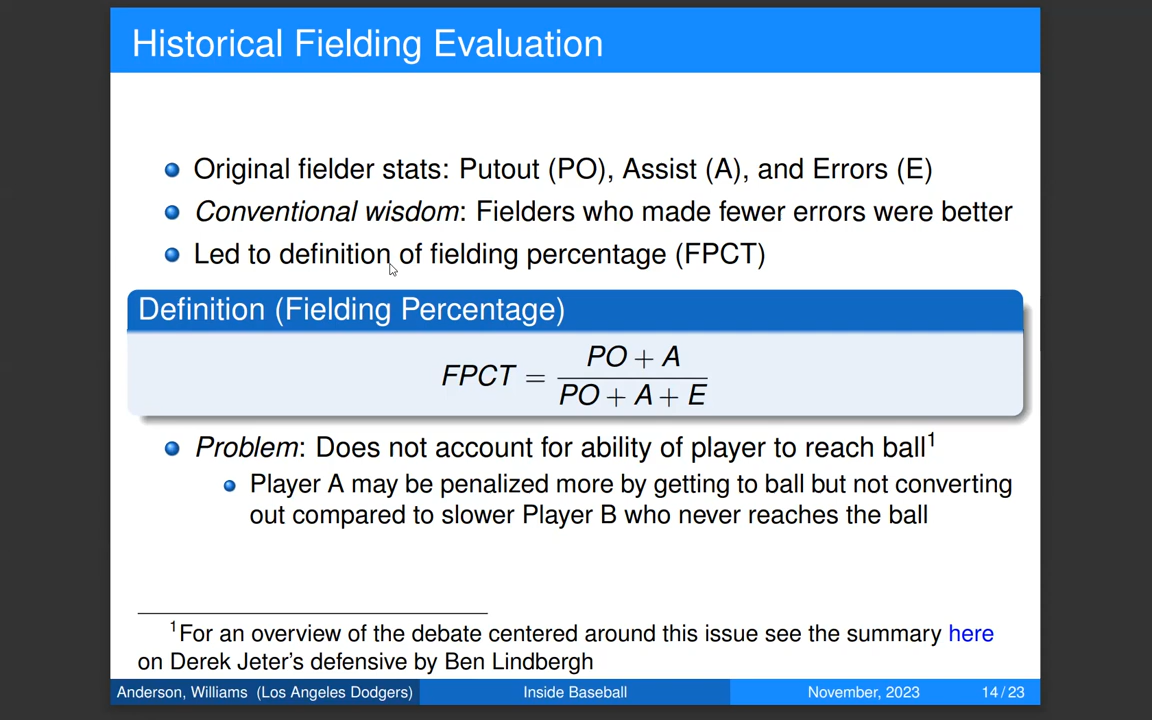 Historical Fielding Evaluation
Original fielder stats: Putout (PO), Assist (A), and Errors (E)
Conventional wisdom: Fielders who made fewer errors were better
Led to definition of fielding percentage (FPCT)
Definition (Fielding Percentage)
FPCT = (PO + A) / (PO + A + E)
Problem: Does not account for ability of player to reach ball¹
Player A may be penalized more by getting to ball but not converting
out compared to slower Player B who never reaches the ball
¹For an overview of the debate centered around this issue see the summary here
on Derek Jeter's defensive by Ben Lindbergh
Anderson, Williams (Los Angeles Dodgers) Inside Baseball November, 2023 14 / 23